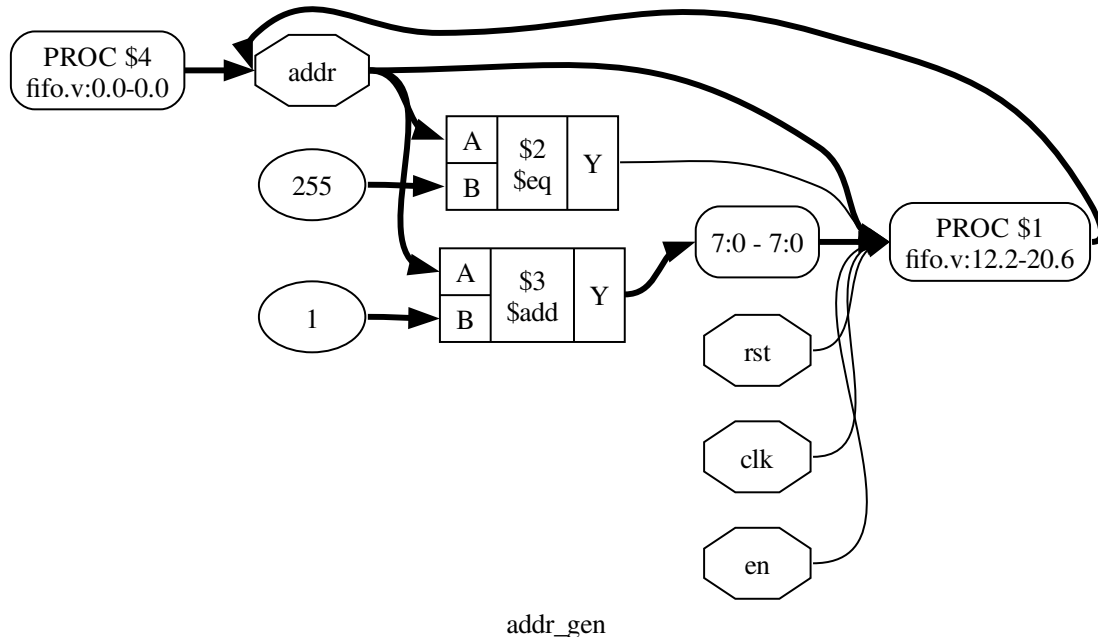 PROC $4
fifo.v:0.0-0.0
addr
A
B
$2
$eq
Y
255
A
B
$3
$add
Y
1
7:0 - 7:0
PROC $1
fifo.v:12.2-20.6
rst
clk
en
addr_gen